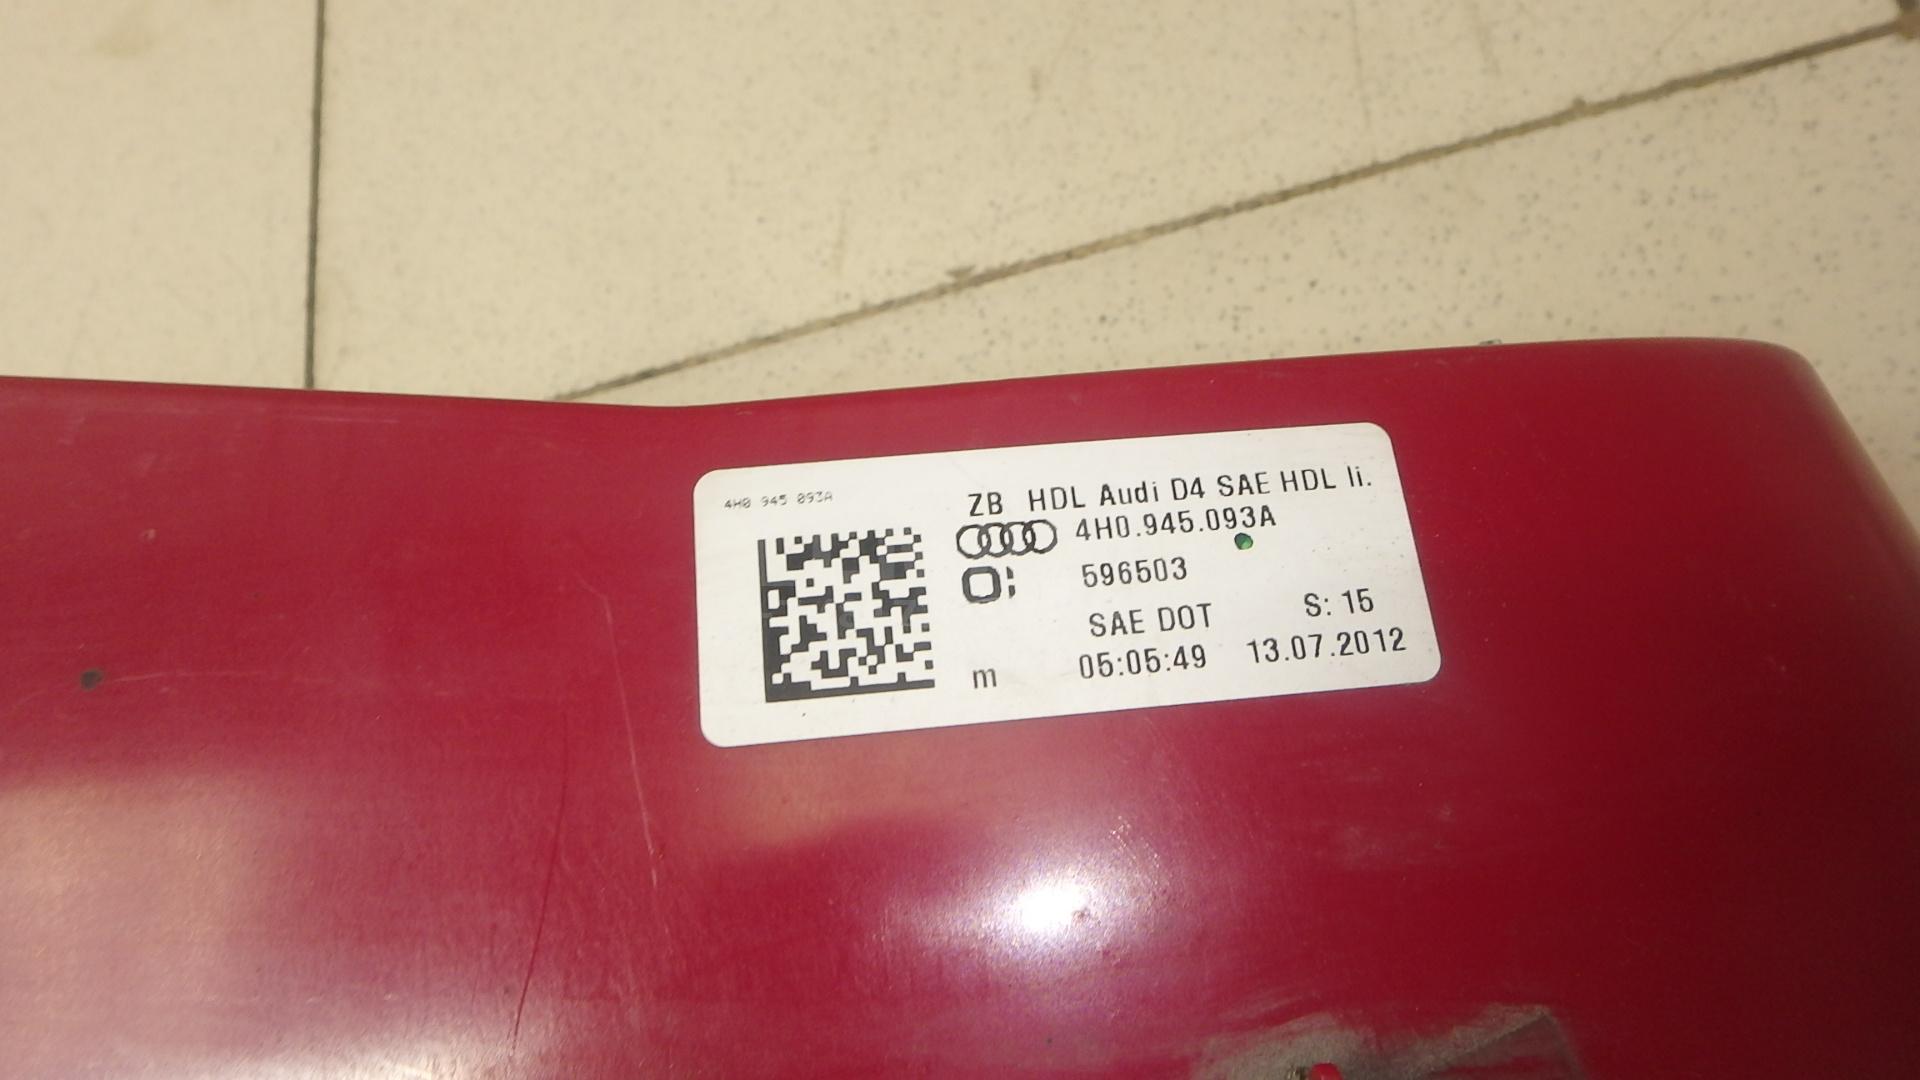 4H0 945 093A
ZB HDL Audi D4 SAE HDL li.
4H0.945.093A
596503
SAE DOT S: 15
m 05:05:49 13.07.2012